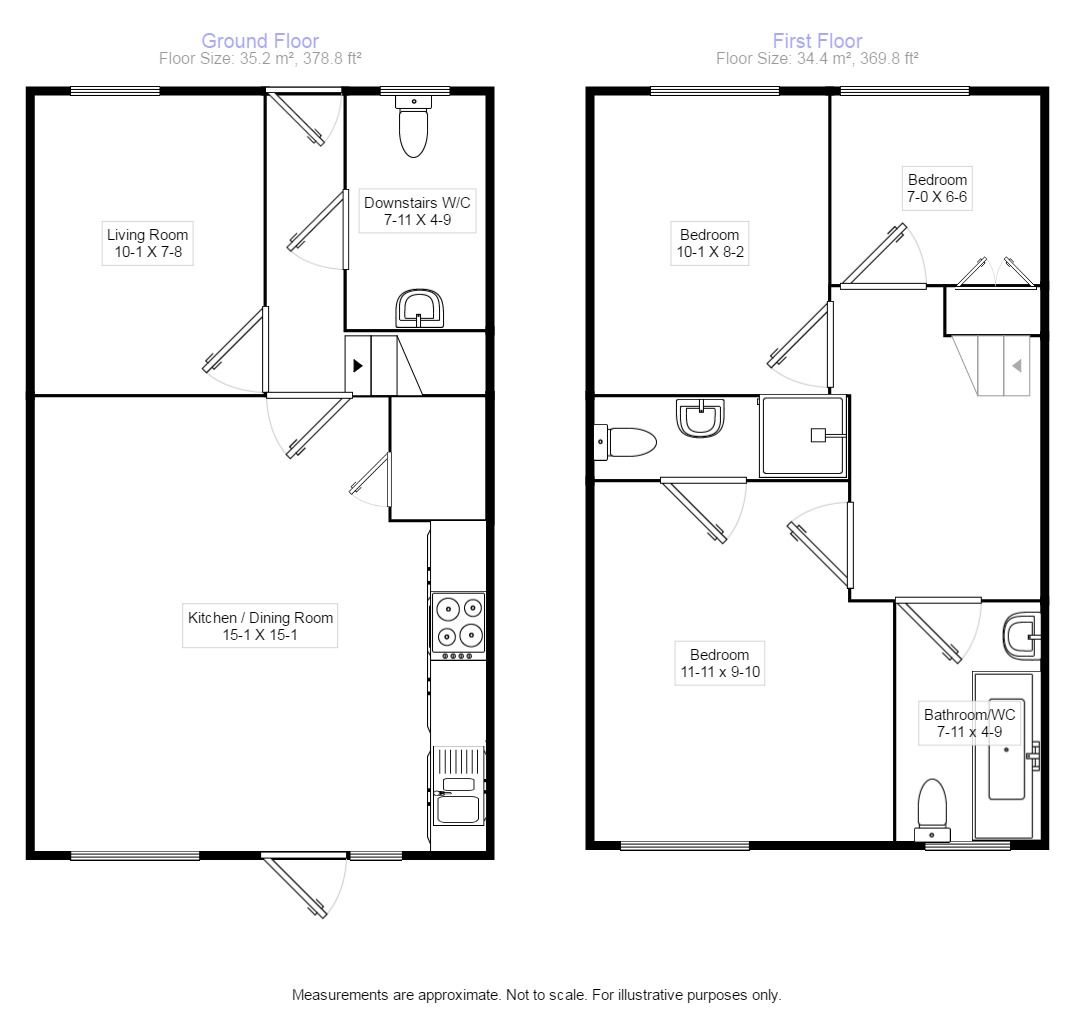 Ground Floor
Floor Size: 35.2 m², 378.8 ft²
Living Room
10-1 X 7-8
Downstairs W/C
7-11 X 4-9
Kitchen / Dining Room
15-1 X 15-1
First Floor
Floor Size: 34.4 m², 369.8 ft²
Bedroom
10-1 X 8-2
Bedroom
7-0 X 6-6
Bedroom
11-11 x 9-10
Bathroom/WC
7-11 x 4-9
Measurements are approximate. Not to scale. For illustrative purposes only.